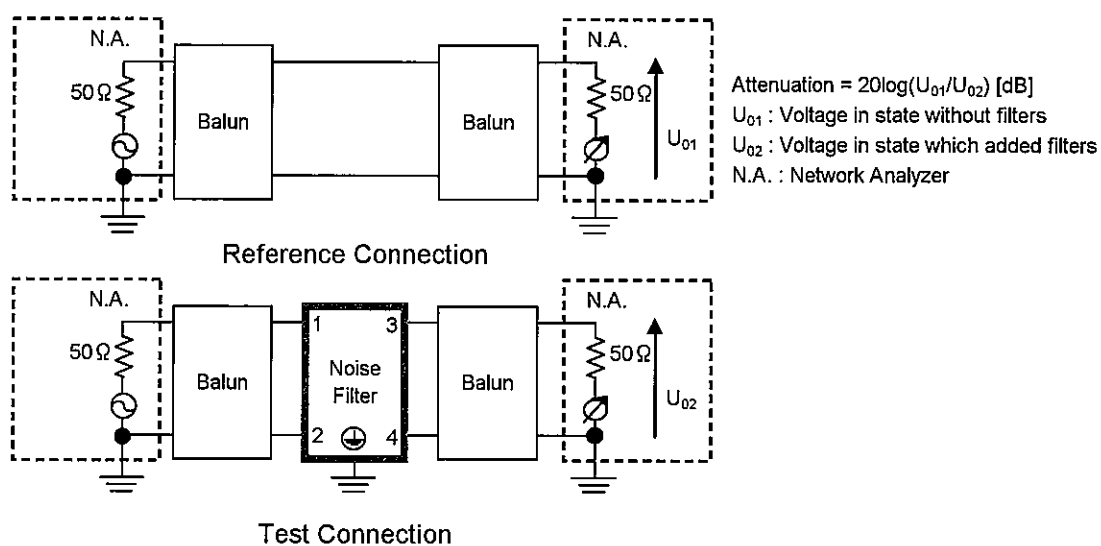 N.A.
50Ω
Balun
Balun
N.A.
50Ω
U01
Attenuation = 20log(U01/U02) [dB]
U01 : Voltage in state without filters
U02 : Voltage in state which added filters
N.A. : Network Analyzer
Reference Connection
N.A.
50Ω
Balun
1 3
Noise
Filter
2 4
Balun
N.A.
50Ω
U02
Test Connection